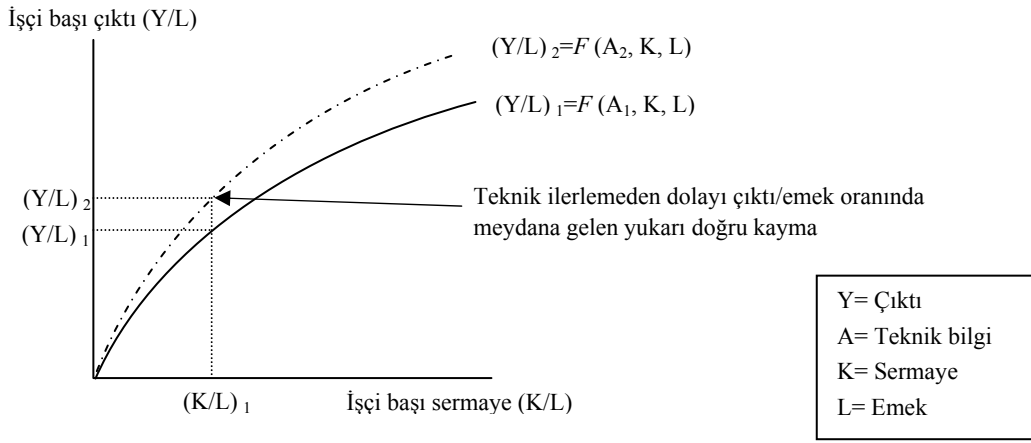 İşçi başı çıktı (Y/L)
(Y/L) ₂=F (A₂, K, L)
(Y/L) ₁=F (A₁, K, L)
(Y/L) ₂
Teknik ilerlemeden dolayı çıktı/emek oranında
meydana gelen yukarı doğru kayma
(Y/L) ₁
Y= Çıktı
A= Teknik bilgi
K= Sermaye
L= Emek
(K/L) ₁
İşçi başı sermaye (K/L)